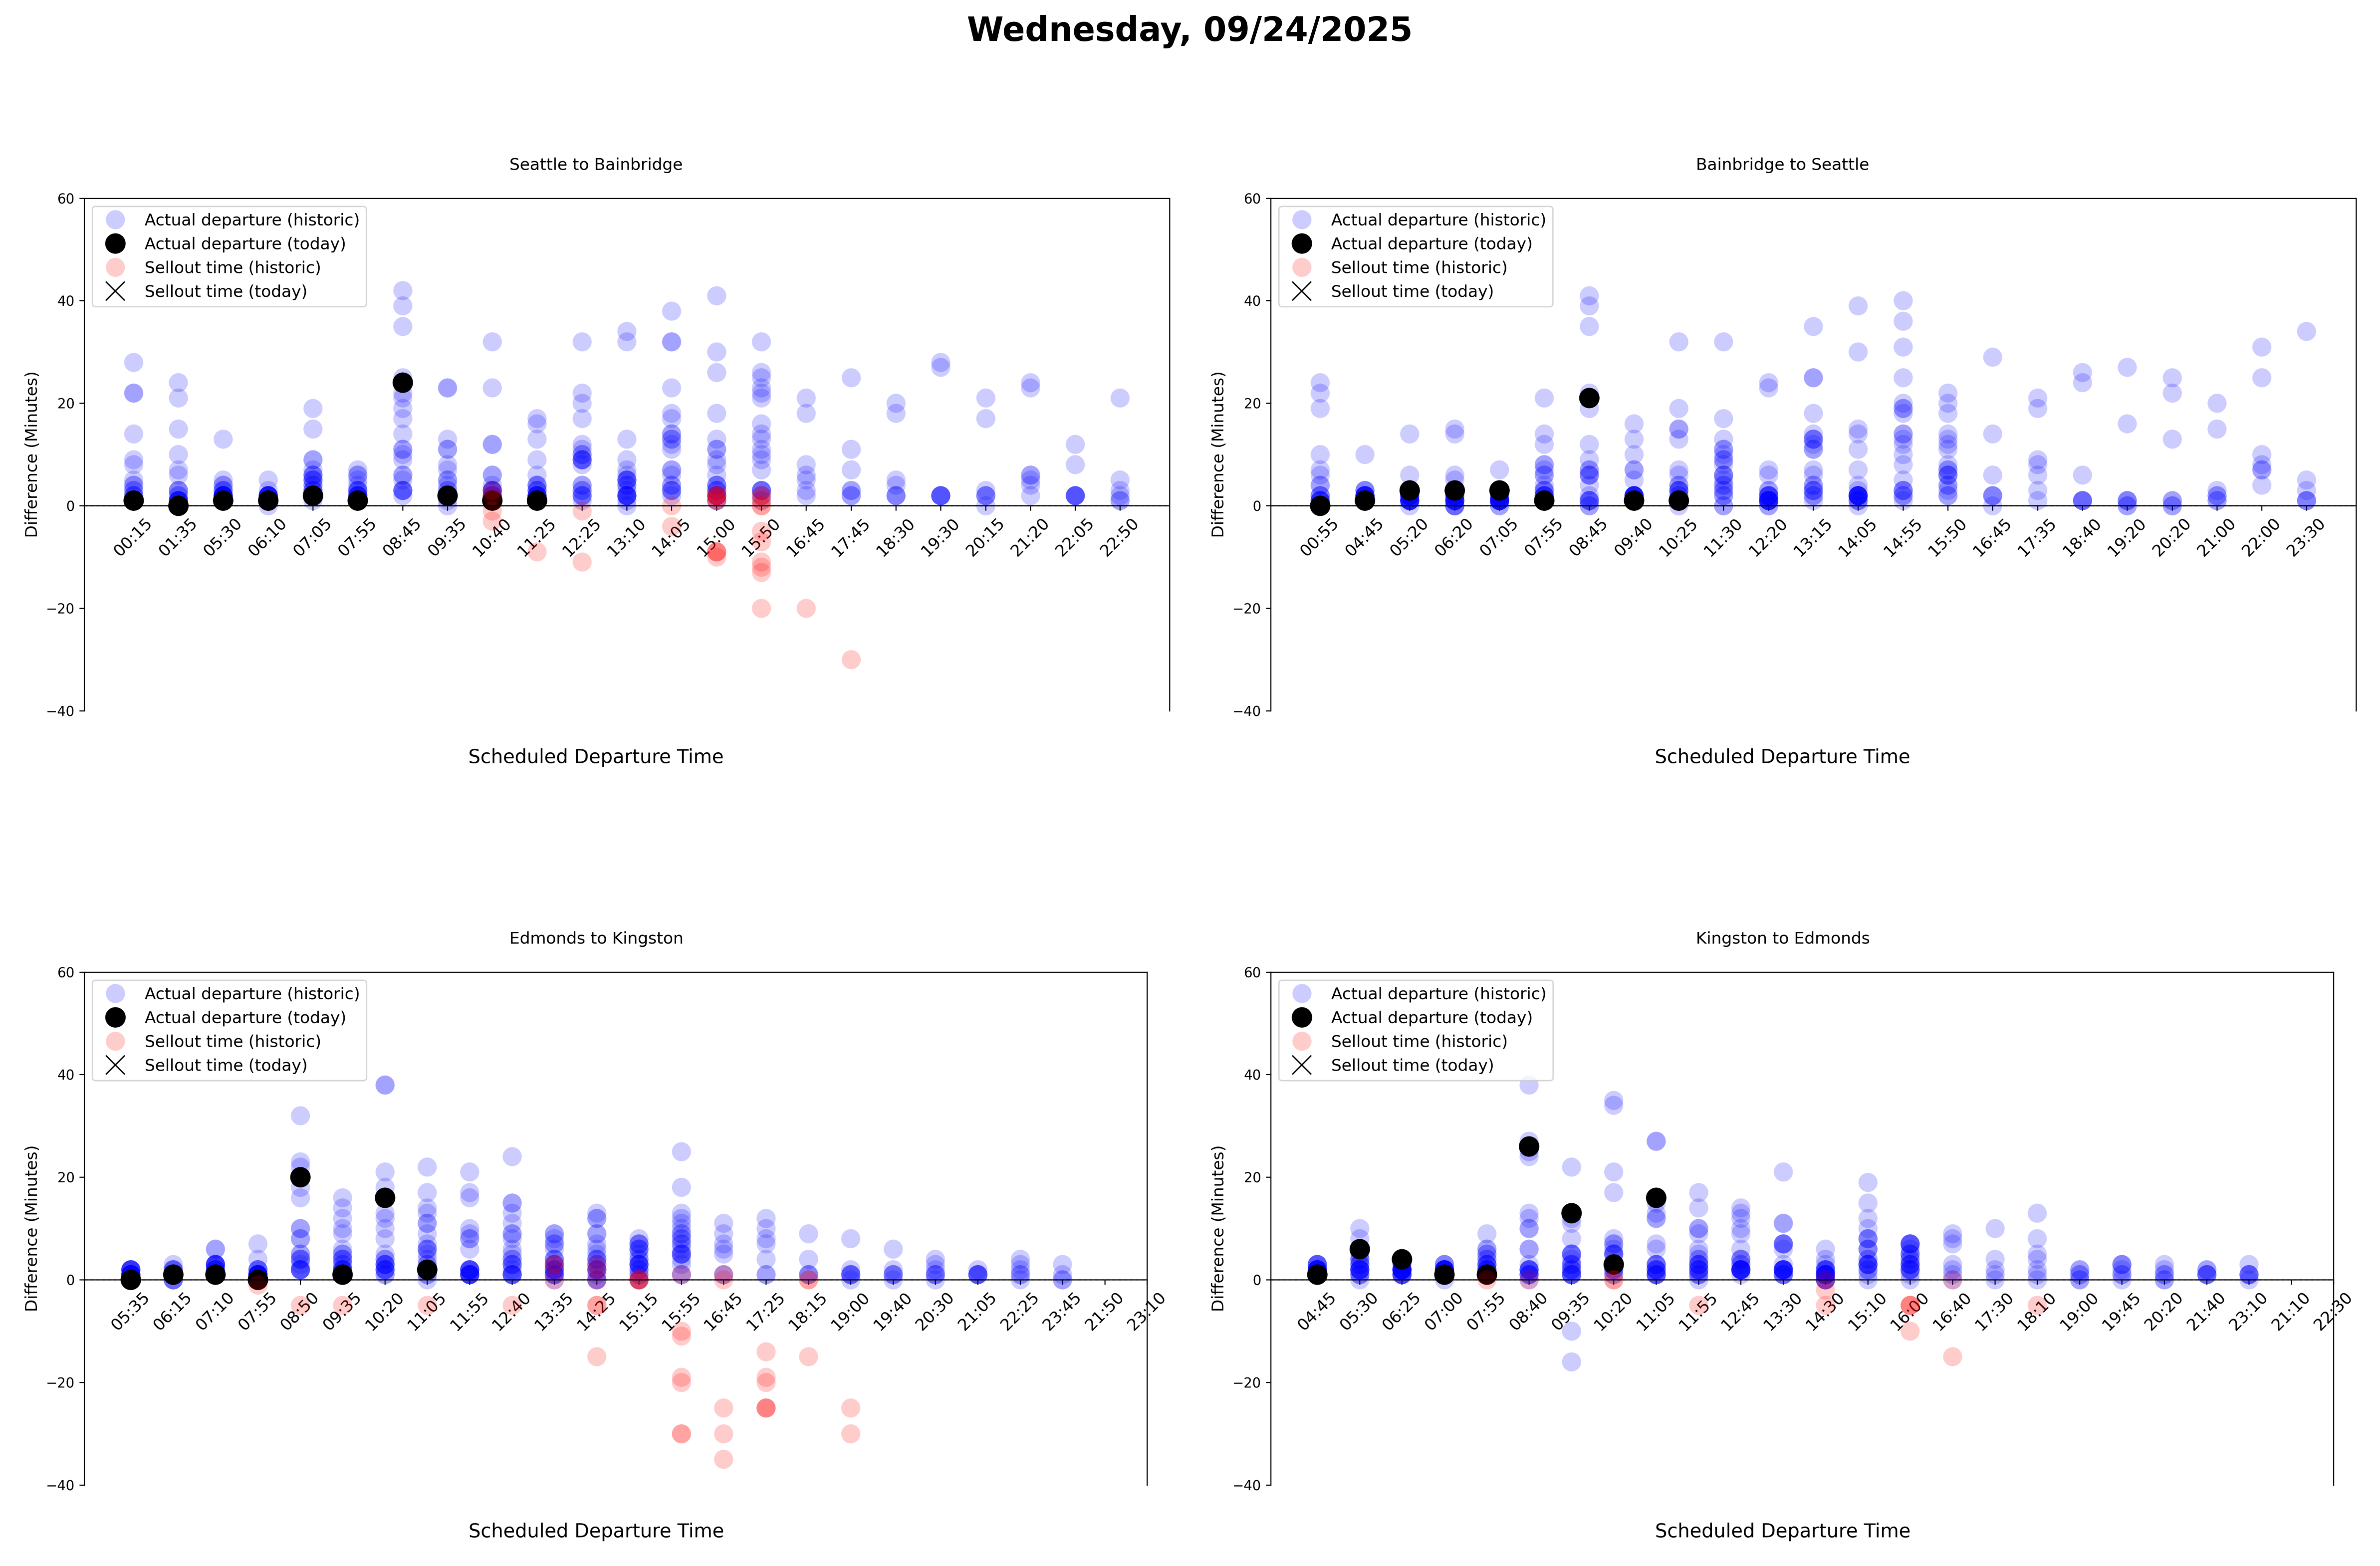 Wednesday, 09/24/2025
Seattle to Bainbridge
Difference (Minutes)
60
40
20
0
−20
−40
Actual departure (historic)
Actual departure (today)
Sellout time (historic)
Sellout time (today)
00:15 01:35 05:30 06:10 07:05 07:55 08:45 09:35 10:40 11:25 12:25 13:10 14:05 15:00 15:50 16:45 17:45 18:30 19:30 20:15 21:20 22:05 22:50
Scheduled Departure Time
Bainbridge to Seattle
Difference (Minutes)
60
40
20
0
−20
−40
Actual departure (historic)
Actual departure (today)
Sellout time (historic)
Sellout time (today)
00:55 04:45 05:20 06:20 07:05 07:55 08:45 09:40 10:25 11:30 12:20 13:15 14:05 14:55 15:50 16:45 17:35 18:40 19:20 20:20 21:00 22:00 23:30
Scheduled Departure Time
Edmonds to Kingston
Difference (Minutes)
60
40
20
0
−20
−40
Actual departure (historic)
Actual departure (today)
Sellout time (historic)
Sellout time (today)
05:35 06:15 07:10 07:55 08:50 09:35 10:20 11:05 11:55 12:40 13:35 14:25 15:15 15:55 16:45 17:25 18:15 19:00 19:40 20:30 21:05 22:25 23:45 21:50 23:10
Scheduled Departure Time
Kingston to Edmonds
Difference (Minutes)
60
40
20
0
−20
−40
Actual departure (historic)
Actual departure (today)
Sellout time (historic)
Sellout time (today)
04:45 05:30 06:25 07:00 07:55 08:40 09:35 10:20 11:05 11:55 12:45 13:30 14:30 15:10 16:00 16:40 17:30 18:10 19:00 19:45 20:20 21:40 23:10 21:10 22:30
Scheduled Departure Time